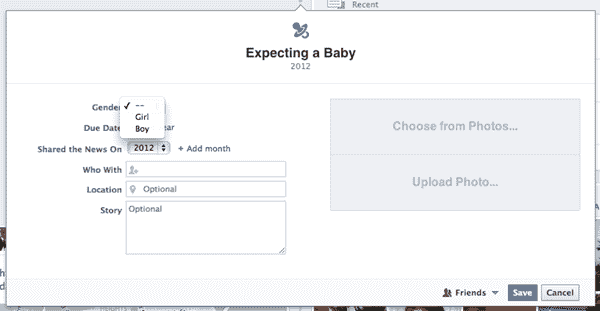 Recent
Expecting a Baby
2012
Gender ✓ --
Girl
Due Date ear
Boy
Shared the News On 2012 + Add month
Who With
Location Optional
Story Optional
Choose from Photos...
Upload Photo...
Friends Save Cancel